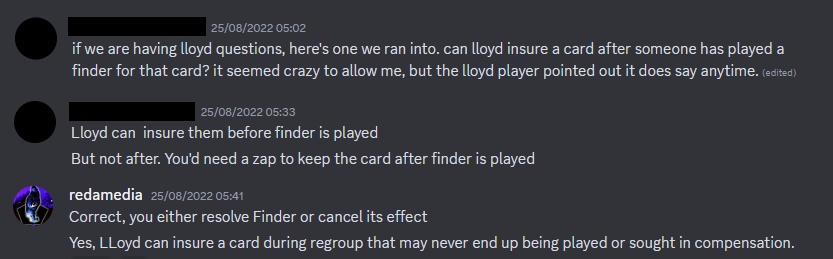 25/08/2022 05:02
if we are having lloyd questions, here's one we ran into. can lloyd insure a card after someone has played a
finder for that card? it seemed crazy to allow me, but the lloyd player pointed out it does say anytime. (edited)
25/08/2022 05:33
Lloyd can insure them before finder is played
But not after. You'd need a zap to keep the card after finder is played
redamedia 25/08/2022 05:41
Correct, you either resolve Finder or cancel its effect
Yes, LLoyd can insure a card during regroup that may never end up being played or sought in compensation.